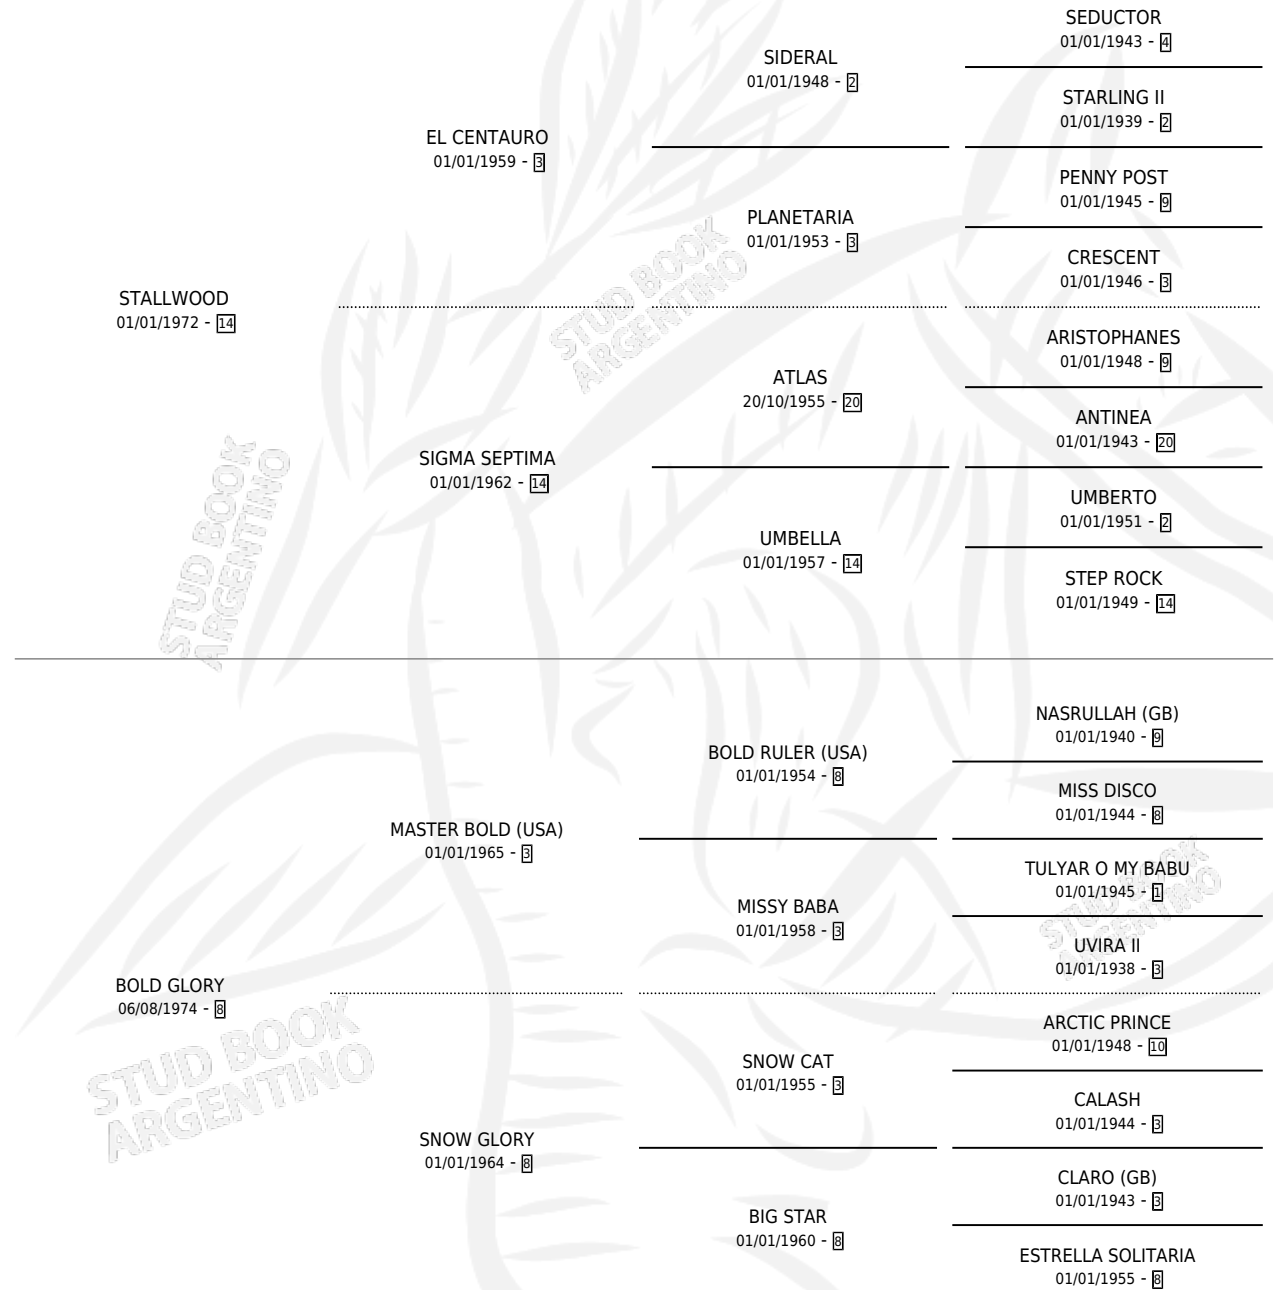 SEDUCTOR
01/01/1943 - 4
SIDERAL
01/01/1948 - 2
STARLING II
01/01/1939 - 2
EL CENTAURO
01/01/1959 - 3
PENNY POST
01/01/1945 - 9
PLANETARIA
01/01/1953 - 3
CRESCENT
01/01/1946 - 3
STALLWOOD
01/01/1972 - 14
ARISTOPHANES
01/01/1948 - 9
ATLAS
20/10/1955 - 20
ANTINEA
01/01/1943 - 20
SIGMA SEPTIMA
01/01/1962 - 14
UMBERTO
01/01/1951 - 2
UMBELLA
01/01/1957 - 14
STEP ROCK
01/01/1949 - 14
NASRULLAH (GB)
01/01/1940 - 9
BOLD RULER (USA)
01/01/1954 - 8
MISS DISCO
01/01/1944 - 8
MASTER BOLD (USA)
01/01/1965 - 3
TULYAR O MY BABU
01/01/1945 - 1
MISSY BABA
01/01/1958 - 3
UVIRA II
01/01/1938 - 3
BOLD GLORY
06/08/1974 - 8
ARCTIC PRINCE
01/01/1948 - 10
SNOW CAT
01/01/1955 - 3
CALASH
01/01/1944 - 3
SNOW GLORY
01/01/1964 - 8
CLARO (GB)
01/01/1943 - 3
BIG STAR
01/01/1960 - 8
ESTRELLA SOLITARIA
01/01/1955 - 8
STUD BOOK
ARGENTINO
STUD BOOK
ARGENTINO
STUD BOOK
ARGENTINO
STUD BOOK
ARGENTINO